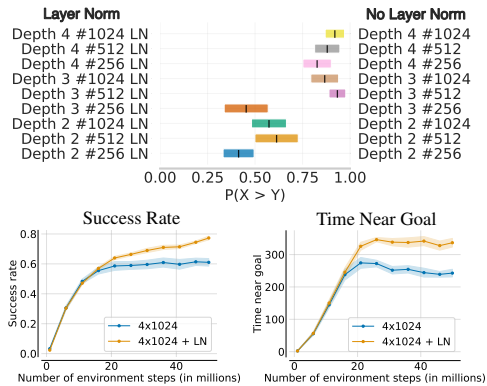 Layer Norm No Layer Norm
Depth 4 #1024 LN Depth 4 #1024
Depth 4 #512 LN Depth 4 #512
Depth 4 #256 LN Depth 4 #256
Depth 3 #1024 LN Depth 3 #1024
Depth 3 #512 LN Depth 3 #512
Depth 3 #256 LN Depth 3 #256
Depth 2 #1024 LN Depth 2 #1024
Depth 2 #512 LN Depth 2 #512
Depth 2 #256 LN Depth 2 #256
0.00 0.25 0.50 0.75 1.00
P(X > Y)
Success Rate
Success rate
0.8
0.6
0.4
0.2
0.0
4x1024
4x1024 + LN
0 20 40
Number of environment steps (in millions)
Time Near Goal
Time near goal
300
200
100
0
4x1024
4x1024 + LN
0 20 40
Number of environment steps (in millions)